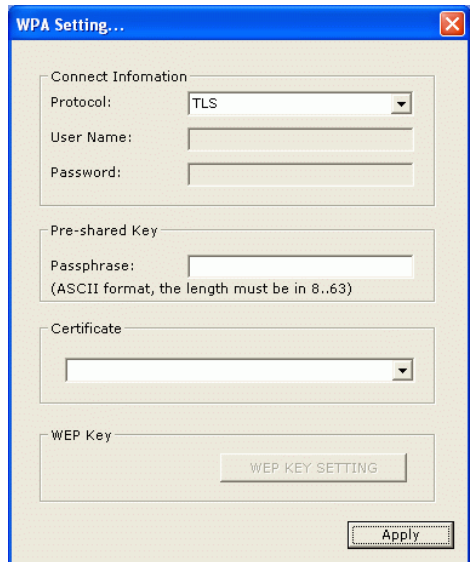 WPA Setting...
Connect Infomation
Protocol: TLS
User Name:
Password:
Pre-shared Key
Passphrase:
(ASCII format, the length must be in 8..63)
Certificate
WEP Key
WEP KEY SETTING
Apply